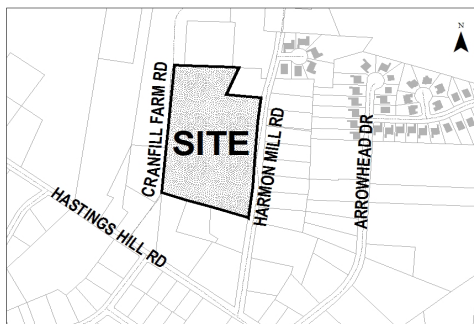 N
CRANFILL FARM RD
SITE
HARMON MILL RD
ARROWHEAD DR
HASTINGS HILL RD